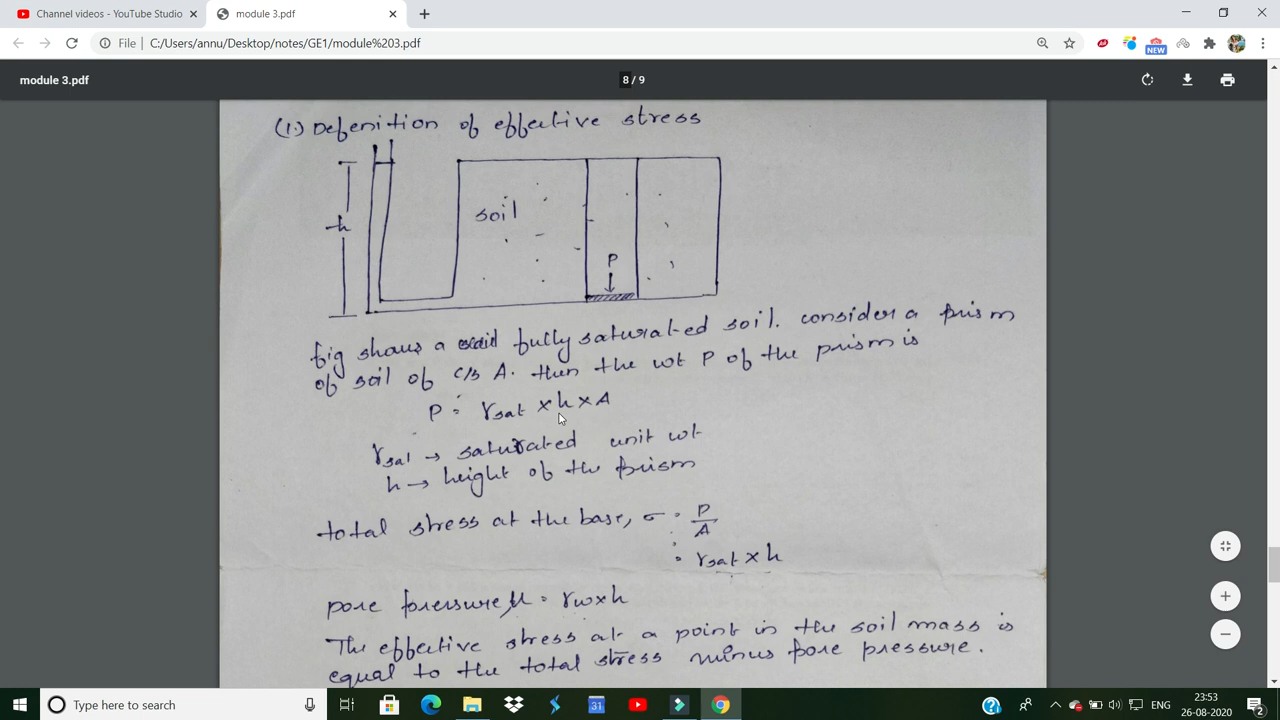 Channel videos - YouTube Studio
module 3.pdf
File
C:/Users/annu/Desktop/notes/GE1/module%203.pdf
NEW
module 3.pdf
8 / 9
(1.) Defenition of effective stress
h
soil
P
fig shows a fully saturated soil. consider a prism
of soil of c/s A. then the wt P of the prism is
P = γsat × h × A
γsat → saturated unit wt
h → height of the prism
total stress at the base, σ = P/A
= γsat × h
pore pressure, μ = γw × h
The effective stress at a point in the soil mass is
equal to the total stress minus pore pressure.
Type here to search
31
23:53
26-08-2020
2